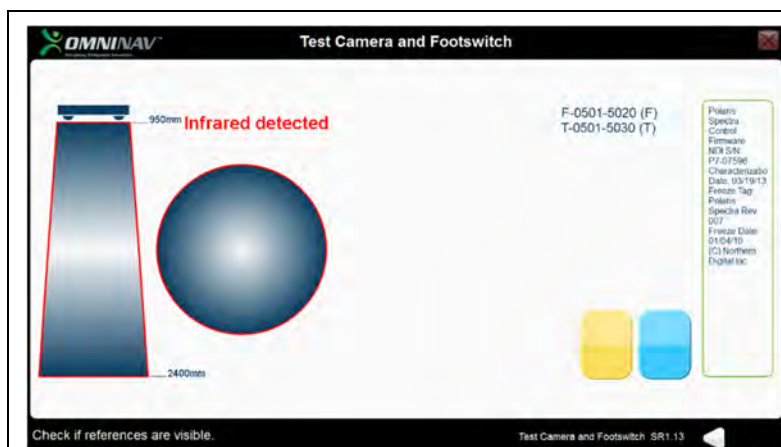 OMNINAV™
Test Camera and Footswitch
950mm
Infrared detected
F-0501-5020 (F)
T-0501-5030 (T)
Polaris
Spectra
Control
Firmware
NDI S/N:
P7-07596
Characterizatio
Date: 03/19/13
Freeze Tag:
Polaris
Spectra Rev
007
Freeze Date:
01/04/10
(C) Northern
Digital Inc
2400mm
Check if references are visible.
Test Camera and Footswitch SR1.13